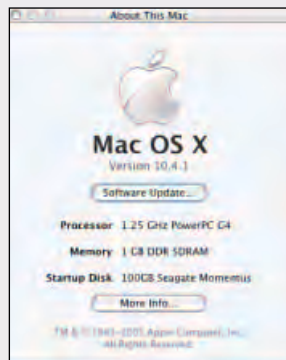 About This Mac
Mac OS X
Version 10.4.1
Software Update...
Processor 1.25 GHz PowerPC G4
Memory 1 GB DDR SDRAM
Startup Disk 100GB Seagate Momentus
More Info...
TM & © 1983-2005 Apple Computer, Inc.
All Rights Reserved.